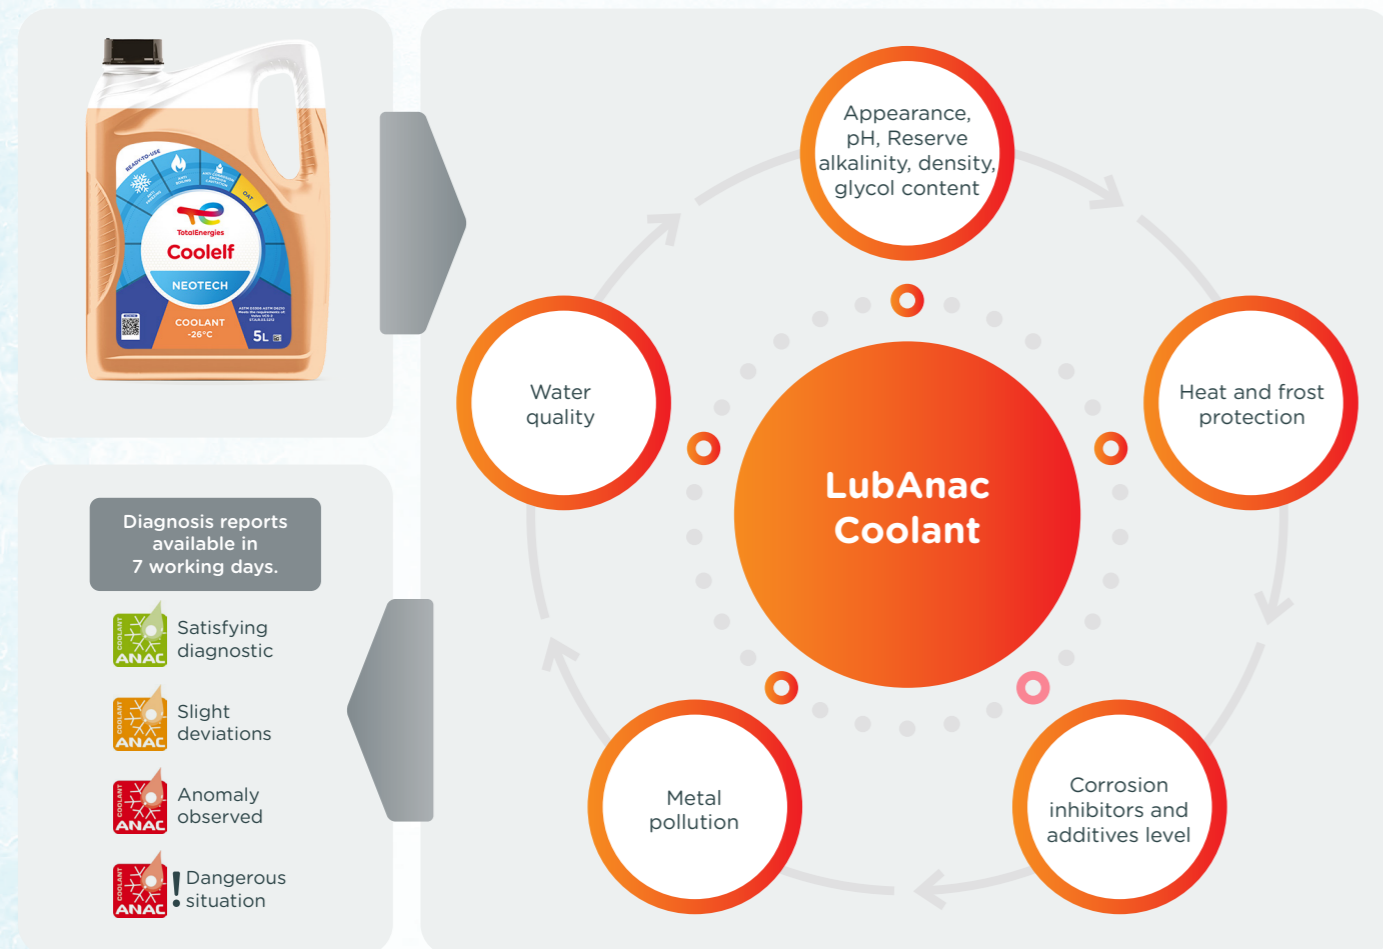 READY-TO-USE
ANTI
BOILING
OAT
TotalEnergies
Coolelf
NEOTECH
COOLANT
-26°C
5L
Appearance,
pH, Reserve
alkalinity, density,
glycol content
Heat and frost
protection
Corrosion
inhibitors and
additives level
Metal
pollution
Water
quality
LubAnac
Coolant
Diagnosis reports
available in
7 working days.
COOLANT
ANAC
Satisfying
diagnostic
COOLANT
ANAC
Slight
deviations
COOLANT
ANAC
Anomaly
observed
COOLANT
ANAC
! Dangerous
situation